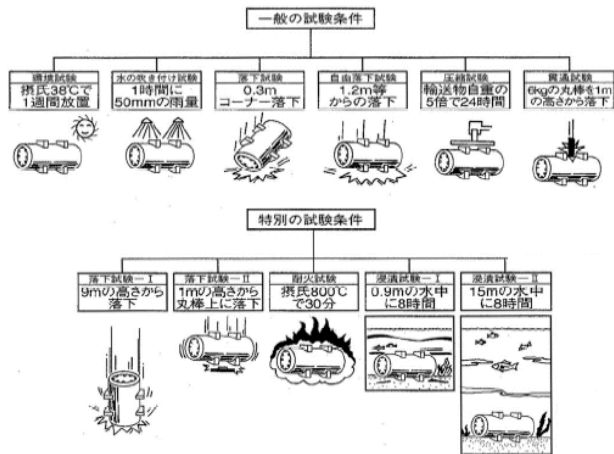 一般の試験条件
環境試験
摂氏38℃で
1週間放置
水の吹き付け試験
1時間に
50mmの雨量
落下試験
0.3m
コーナー落下
自由落下試験
1.2m等
からの落下
圧縮試験
輸送物自重の
5倍で24時間
貫通試験
6kgの丸棒を1m
の高さから落下
特別の試験条件
落下試験―I
9mの高さから
落下
落下試験―II
1mの高さから
丸棒上に落下
耐火試験
摂氏800℃
で30分
浸漬試験―I
0.9mの水中
に8時間
浸漬試験―II
15mの水中
に8時間